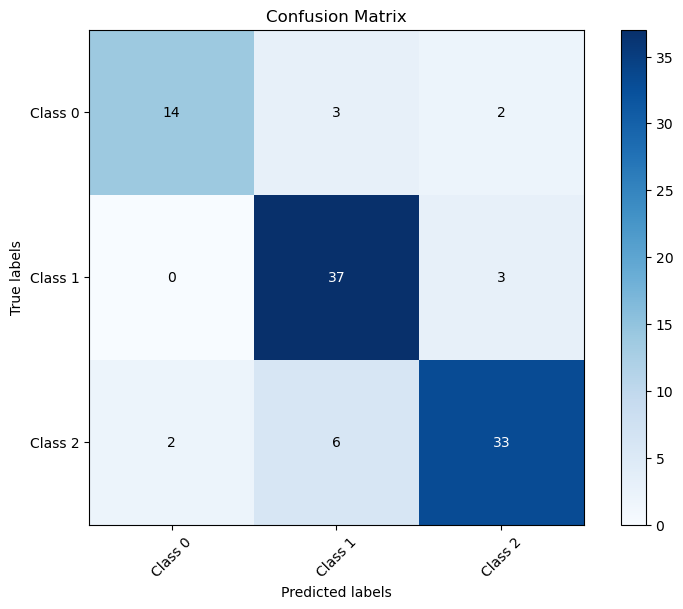 Confusion Matrix
True labels
Class 0
14
3
2
Class 1
0
37
3
Class 2
2
6
33
Class 0
Class 1
Class 2
Predicted labels
35
30
25
20
15
10
5
0